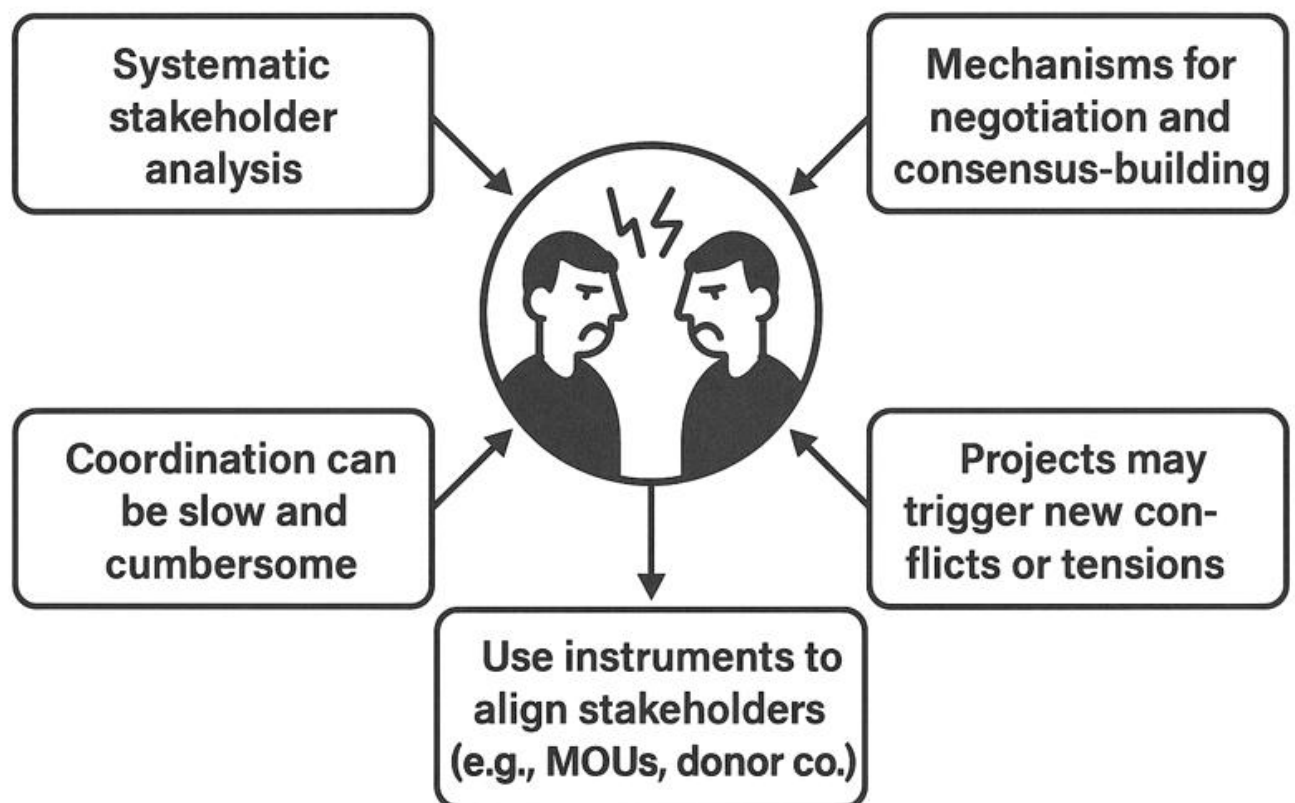 Systematic
stakeholder
analysis
Mechanisms for
negotiation and
consensus-building
Coordination can
be slow and
cumbersome
Projects may
trigger new con-
flicts or tensions
Use instruments to
align stakeholders
(e.g., MOUs, donor co.)